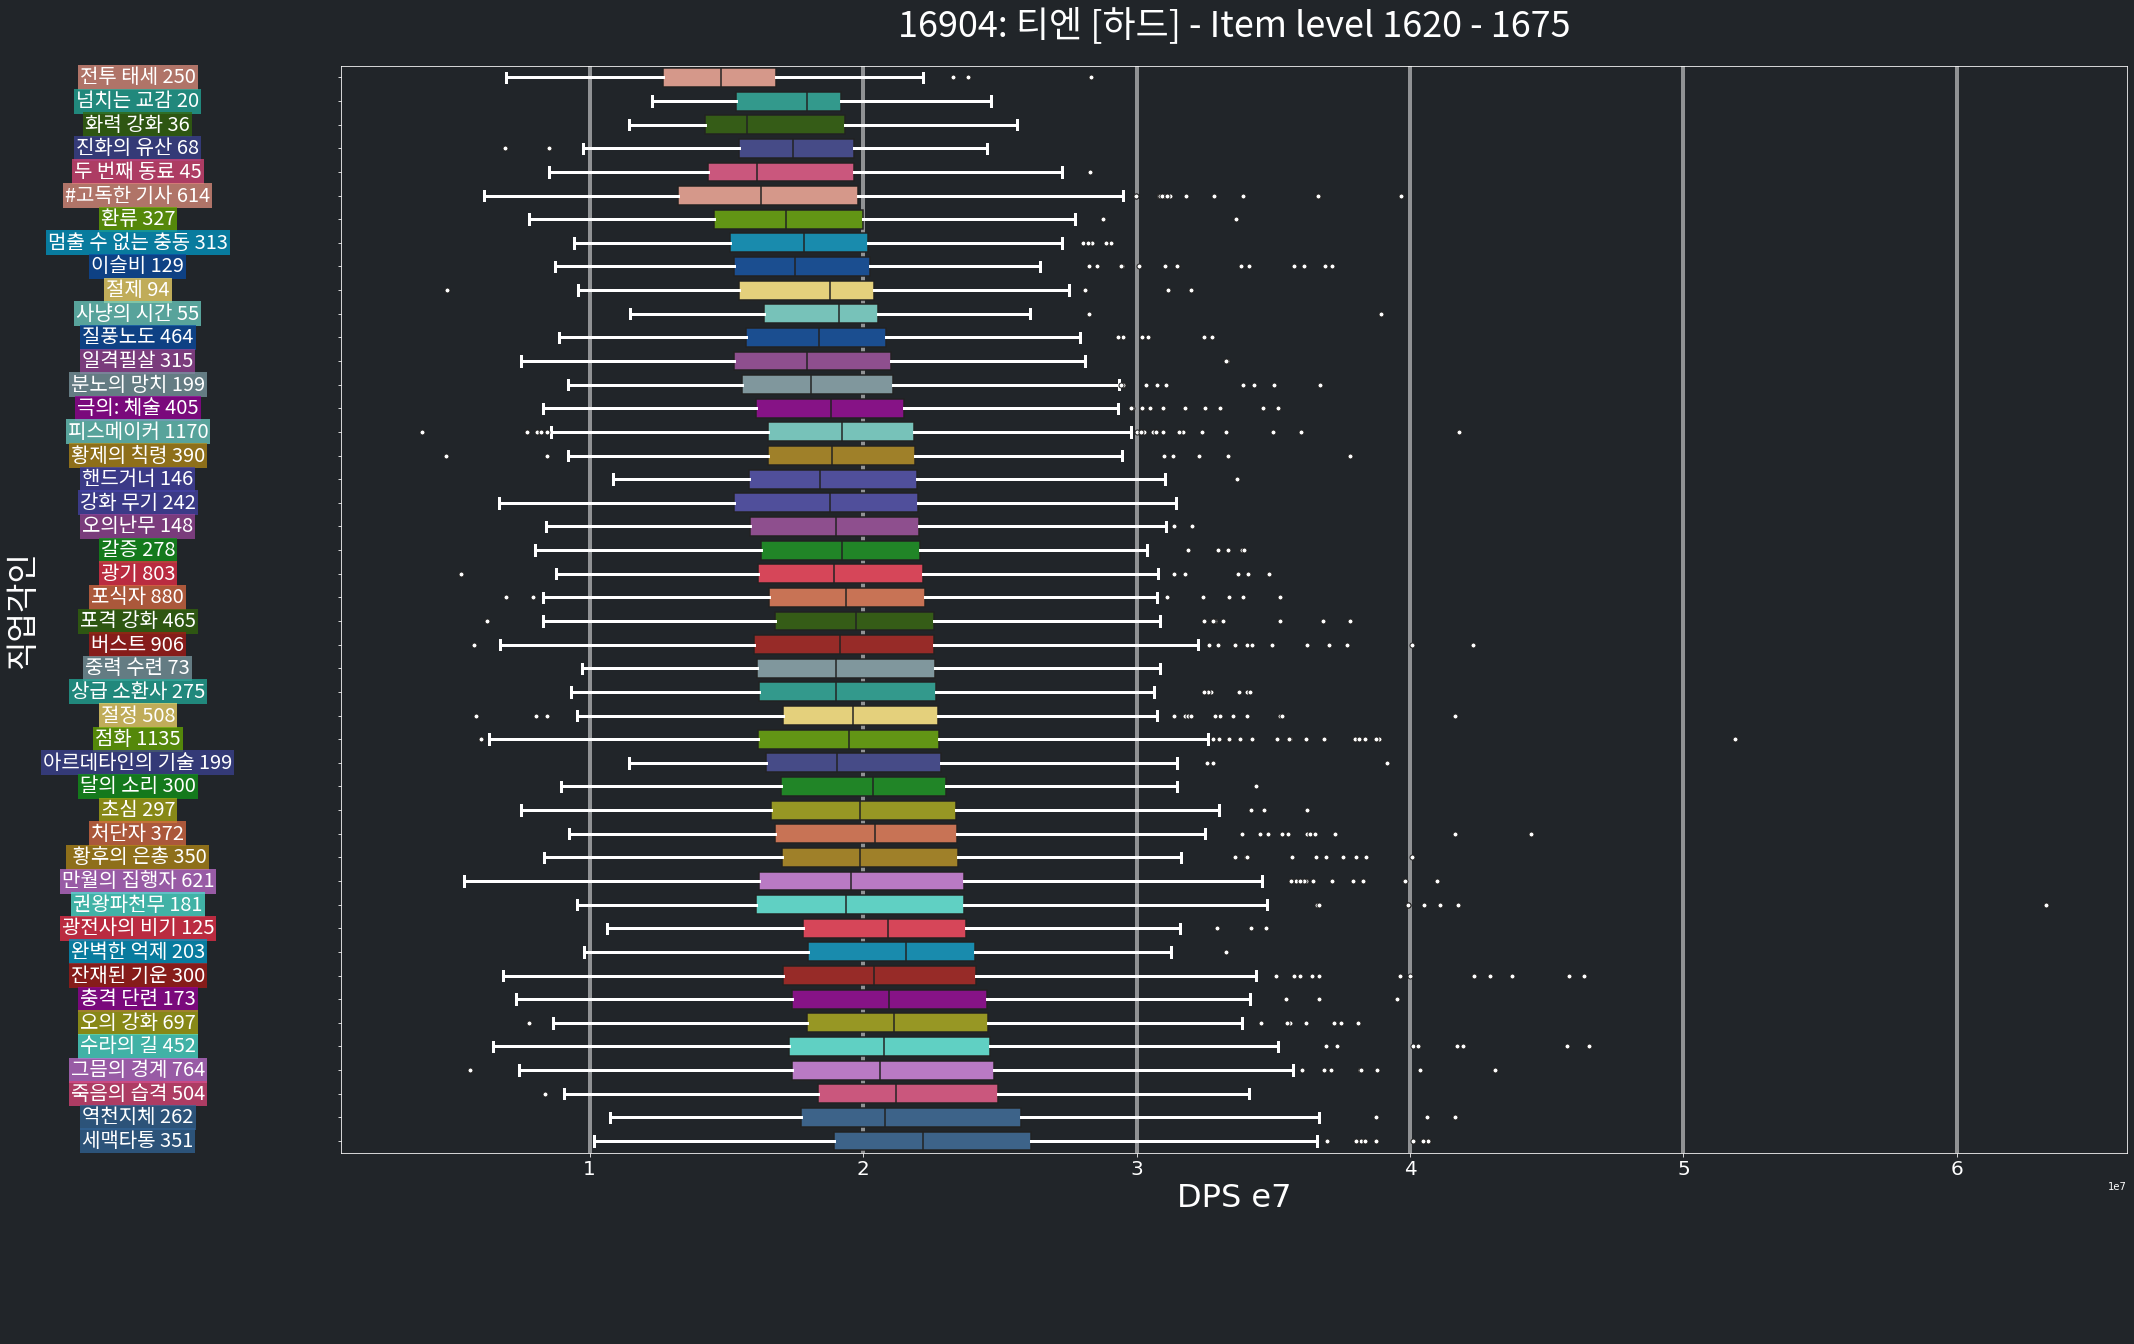 16904: 티엔 [하드] - Item level 1620 - 1675
전투 태세 250
넘치는 교감 20
화력 강화 36
진화의 유산 68
두 번째 동료 45
#고독한 기사 614
환류 327
멈출 수 없는 충동 313
이슬비 129
절제 94
사냥의 시간 55
질풍노도 464
일격필살 315
분노의 망치 199
극의: 체술 405
피스메이커 1170
황제의 칙령 390
핸드거너 146
강화 무기 242
오의난무 148
갈증 278
광기 803
포식자 880
포격 강화 465
버스트 906
중력 수련 73
상급 소환사 275
절정 508
점화 1135
아르데타인의 기술 199
달의 소리 300
초심 297
처단자 372
황후의 은총 350
만월의 집행자 621
권왕파천무 181
광전사의 비기 125
완벽한 억제 203
잔재된 기운 300
충격 단련 173
오의 강화 697
수라의 길 452
그믐의 경계 764
죽음의 습격 504
역천지체 262
세맥타통 351
직업각인
1 2 3 4 5 6
1e7
DPS e7